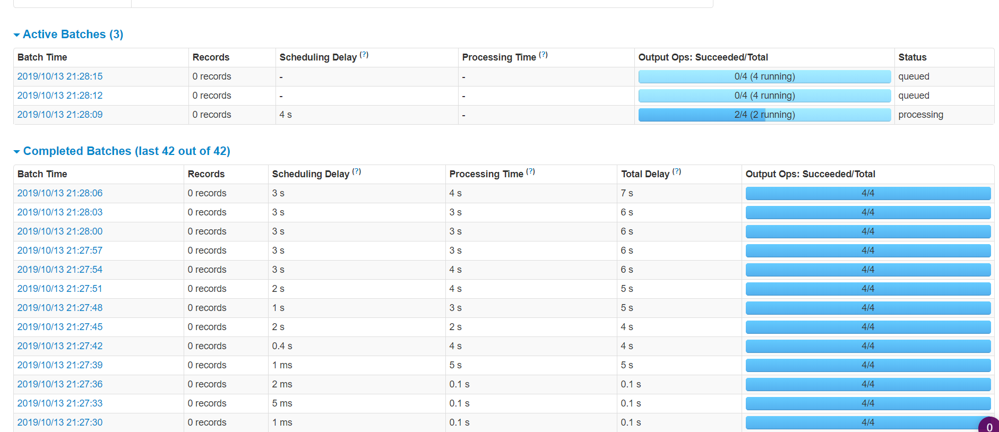 Active Batches (3)
Batch Time Records Scheduling Delay (?) Processing Time (?) Output Ops: Succeeded/Total Status
2019/10/13 21:28:15 0 records - - 0/4 (4 running) queued
2019/10/13 21:28:12 0 records - - 0/4 (4 running) queued
2019/10/13 21:28:09 0 records 4 s - 2/4 (2 running) processing
Completed Batches (last 42 out of 42)
Batch Time Records Scheduling Delay (?) Processing Time (?) Total Delay (?) Output Ops: Succeeded/Total
2019/10/13 21:28:06 0 records 3 s 4 s 7 s 4/4
2019/10/13 21:28:03 0 records 3 s 3 s 6 s 4/4
2019/10/13 21:28:00 0 records 3 s 3 s 6 s 4/4
2019/10/13 21:27:57 0 records 3 s 3 s 6 s 4/4
2019/10/13 21:27:54 0 records 3 s 4 s 6 s 4/4
2019/10/13 21:27:51 0 records 2 s 4 s 5 s 4/4
2019/10/13 21:27:48 0 records 1 s 3 s 5 s 4/4
2019/10/13 21:27:45 0 records 2 s 2 s 4 s 4/4
2019/10/13 21:27:42 0 records 0.4 s 4 s 4 s 4/4
2019/10/13 21:27:39 0 records 1 ms 5 s 5 s 4/4
2019/10/13 21:27:36 0 records 2 ms 0.1 s 0.1 s 4/4
2019/10/13 21:27:33 0 records 5 ms 0.1 s 0.1 s 4/4
2019/10/13 21:27:30 0 records 1 ms 0.1 s 0.1 s 4/4
0